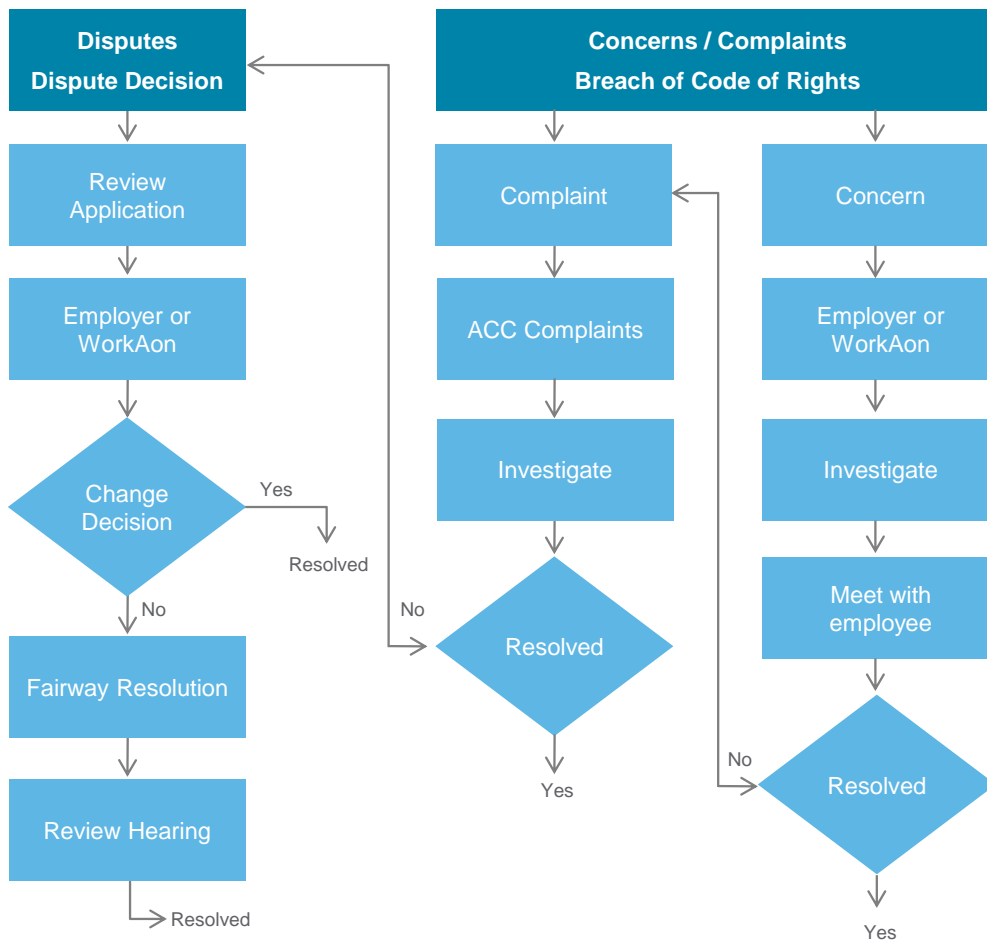 Disputes
Dispute Decision
Review
Application
Employer or
WorkAon
Change
Decision
Yes
Resolved
No
Fairway Resolution
Review Hearing
Resolved
Concerns / Complaints
Breach of Code of Rights
Complaint
ACC Complaints
Investigate
No
Resolved
Yes
Concern
Employer or
WorkAon
Investigate
Meet with
employee
No
Resolved
Yes